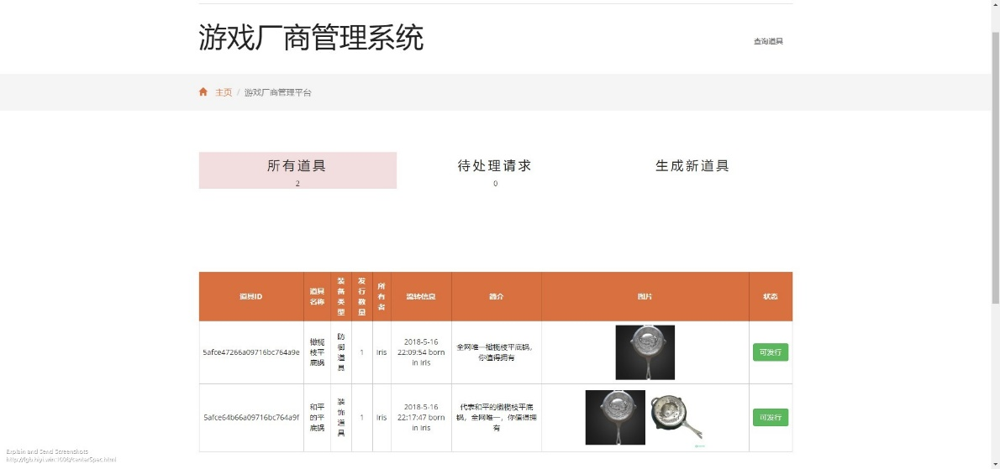 游戏厂商管理系统
查询道具
主页 / 游戏厂商管理平台
所有道具
2
待处理请求
0
生成新道具
道具ID
道具
名称
装
备
类
型
发
行
数
量
所
有
者
流转信息
简介
图片
状态
5afce47266a09716bc764a9e
橄榄
枝平
底锅
防
御
道
具
1
Iris
2018-5-16
22:09:54 born
in Iris
全网唯一橄榄枝平底锅,
你值得拥有
可发行
5afce64b66a09716bc764a9f
和平
的平
底锅
装
饰
道
具
1
Iris
2018-5-16
22:17:47 born
in Iris
代表和平的橄榄枝平底
锅，全网唯一，你值得拥
有
可发行
Explain and Send Screenshots